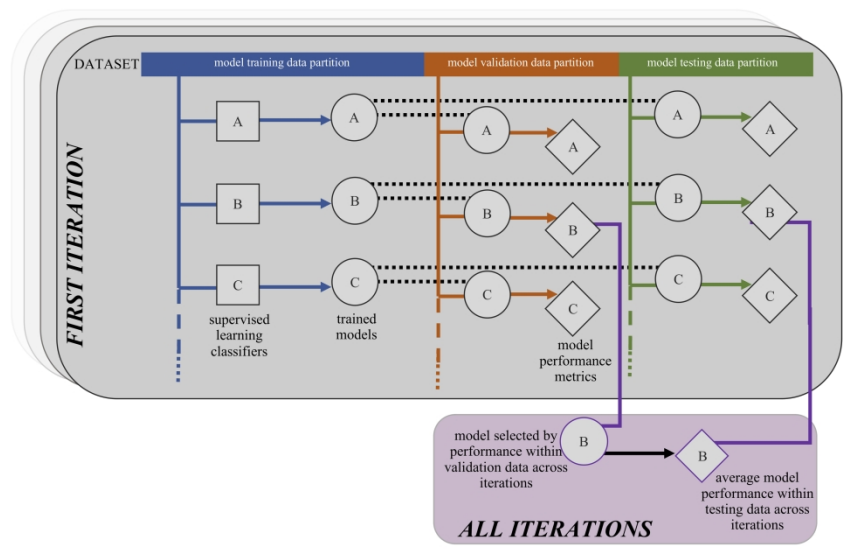 DATASET
model training data partition
model validation data partition
model testing data partition
FIRST ITERATION
A
A
A
A
A
A
B
B
B
B
B
B
C
C
C
C
C
C
supervised
learning
classifiers
trained
models
model
performance
metrics
model selected by
performance within
validation data across
iterations
B
B
average model
performance within
testing data across
iterations
ALL ITERATIONS